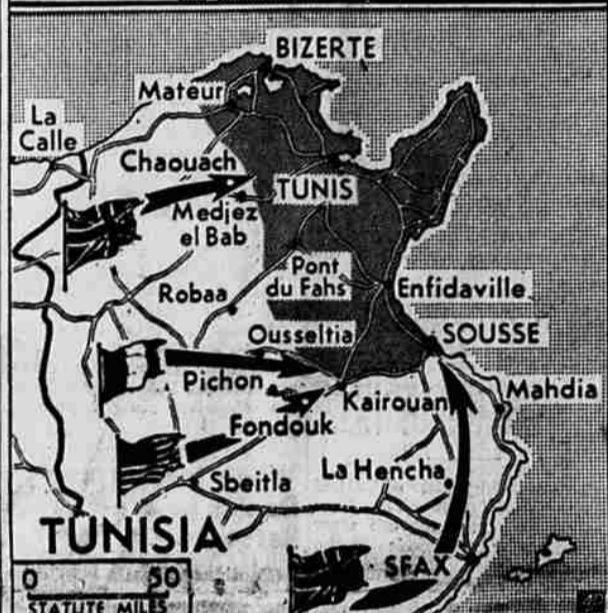 BIZERTE
Mateur
La
Calle
Chaouach
TUNIS
Medjez
el Bab
Pont
du Fahs
Enfidaville
Robaa
Ousseltia
SOUSSE
Pichon
Kairouan
Mahdia
Fondouk
Sbeitla
La Hencha
TUNISIA
SFAX
0 50
STATUTE MILES